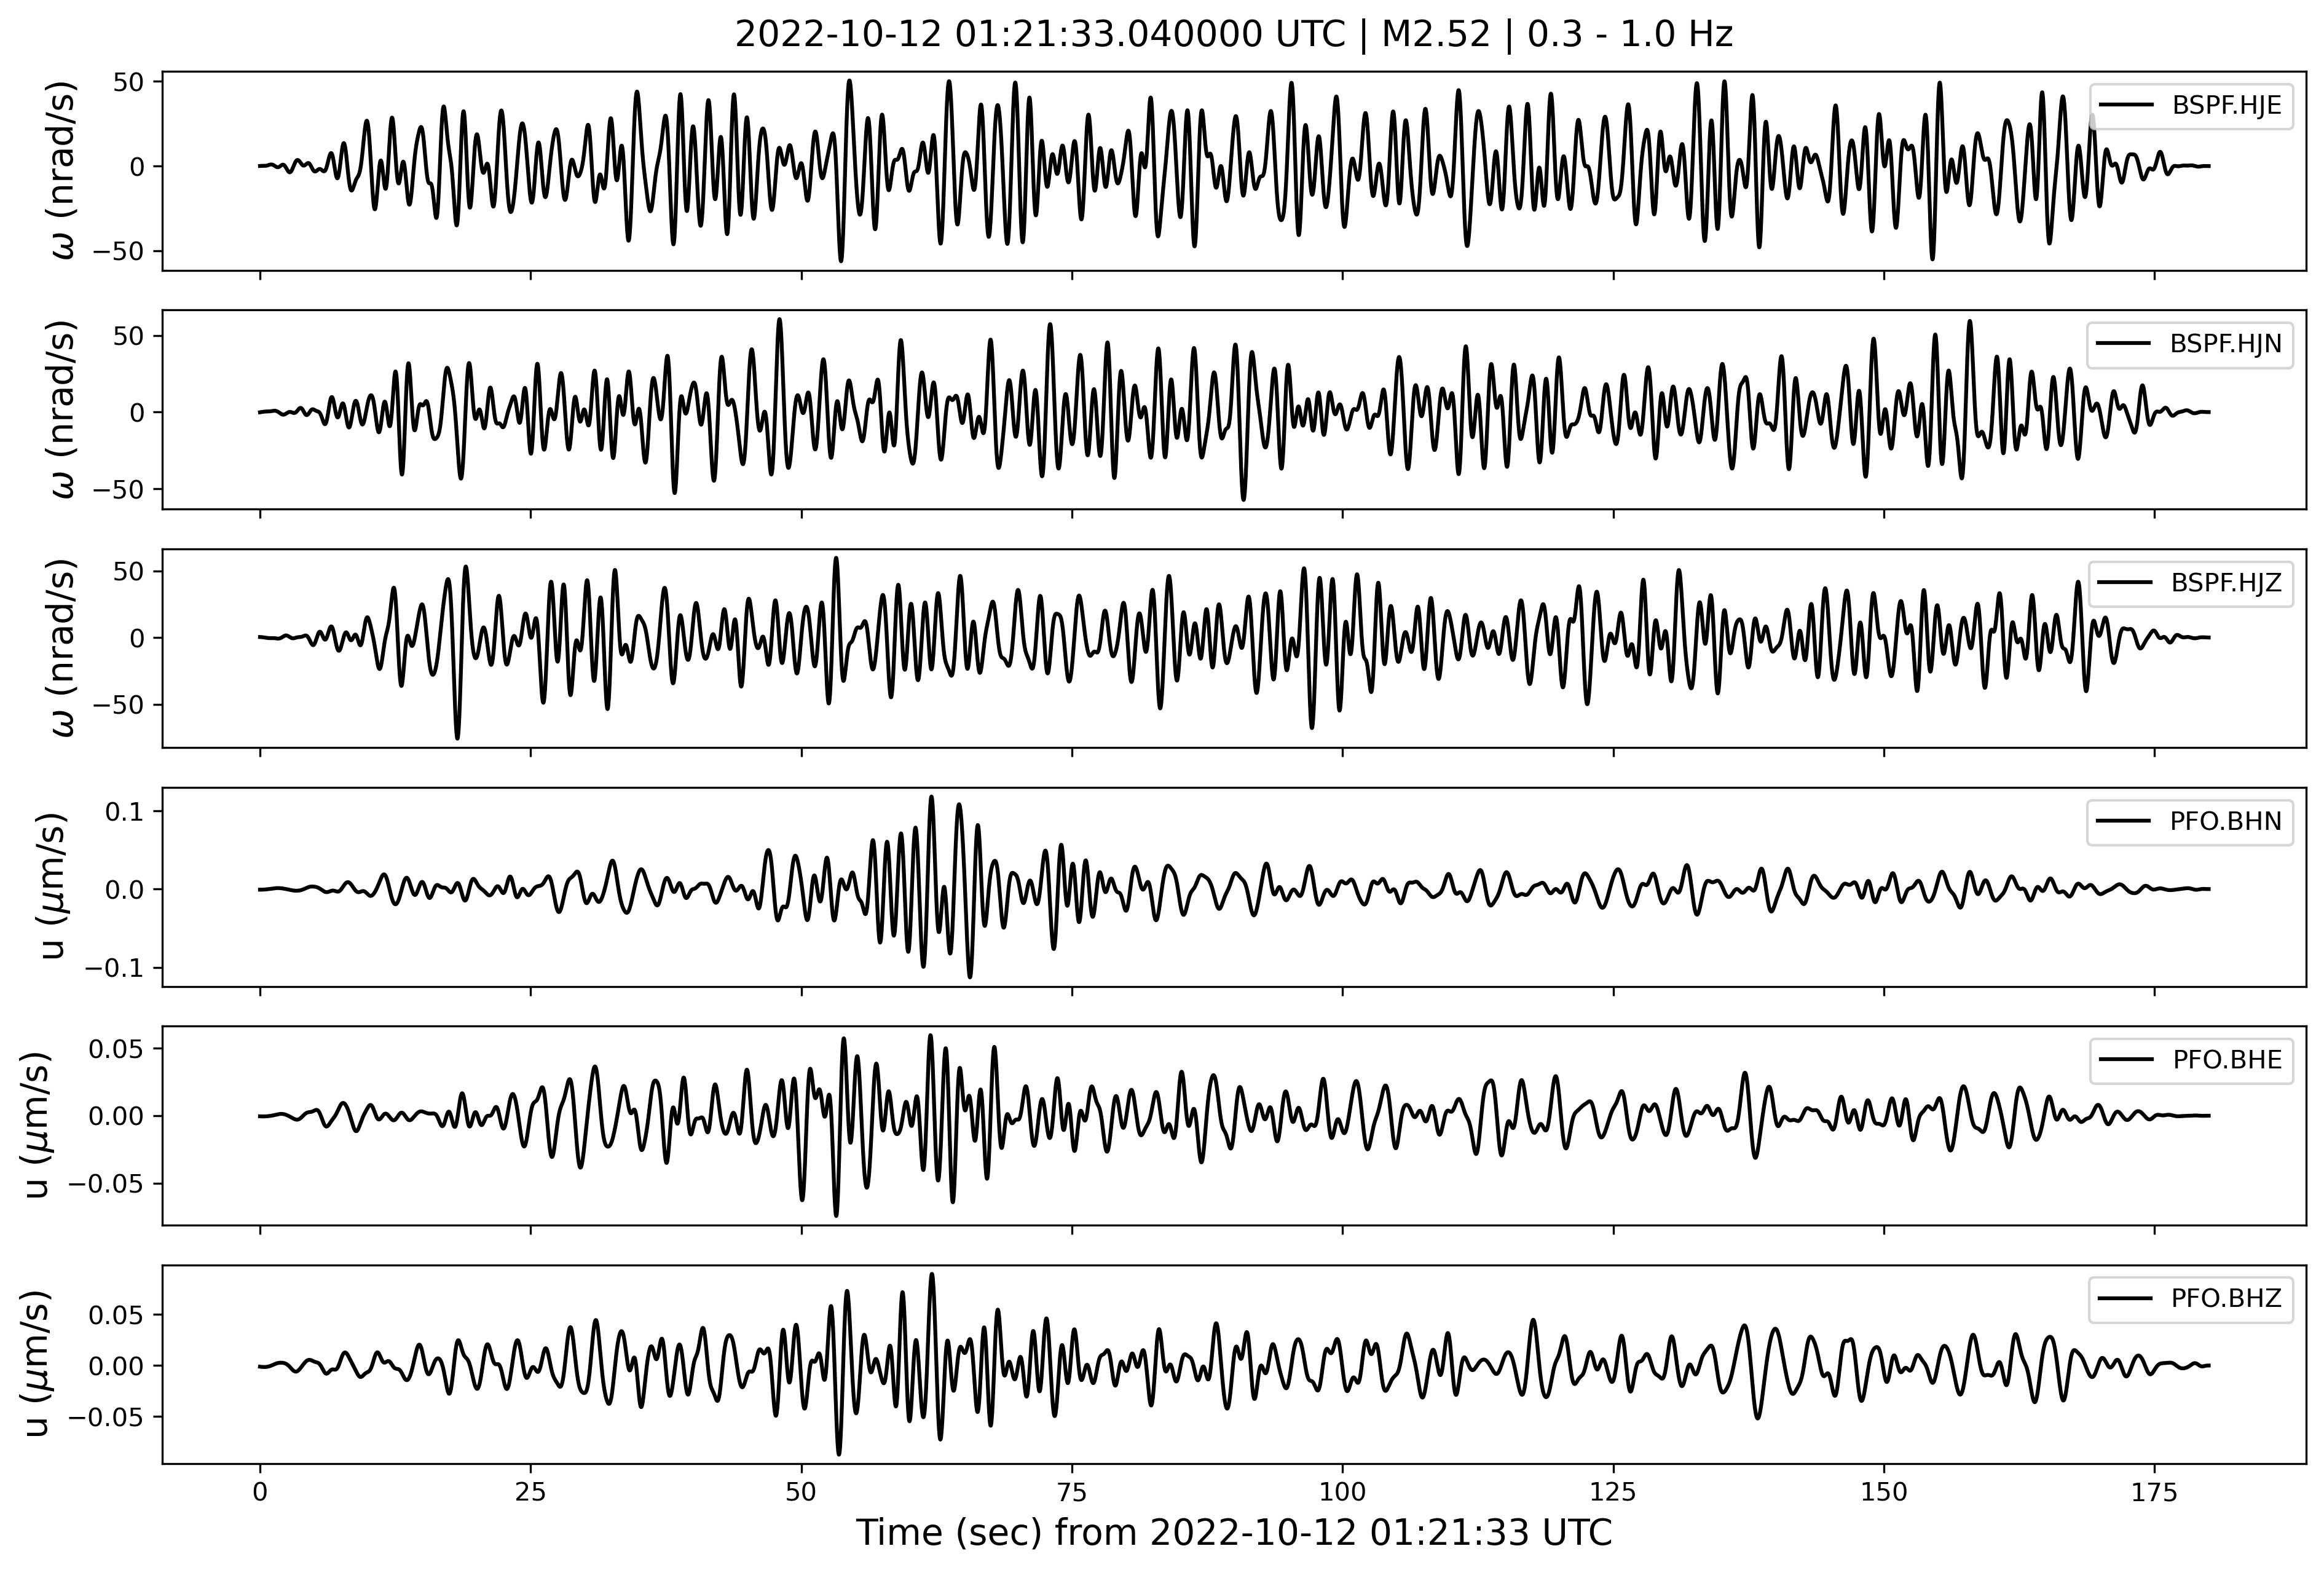 2022-10-12 01:21:33.040000 UTC | M2.52 | 0.3 - 1.0 Hz
50
0
−50
ω (nrad/s)
BSPF.HJE
50
0
−50
ω (nrad/s)
BSPF.HJN
50
0
−50
ω (nrad/s)
BSPF.HJZ
0.1
0.0
−0.1
u (μm/s)
PFO.BHN
0.05
0.00
−0.05
u (μm/s)
PFO.BHE
0.05
0.00
−0.05
u (μm/s)
PFO.BHZ
0 25 50 75 100 125 150 175
Time (sec) from 2022-10-12 01:21:33 UTC